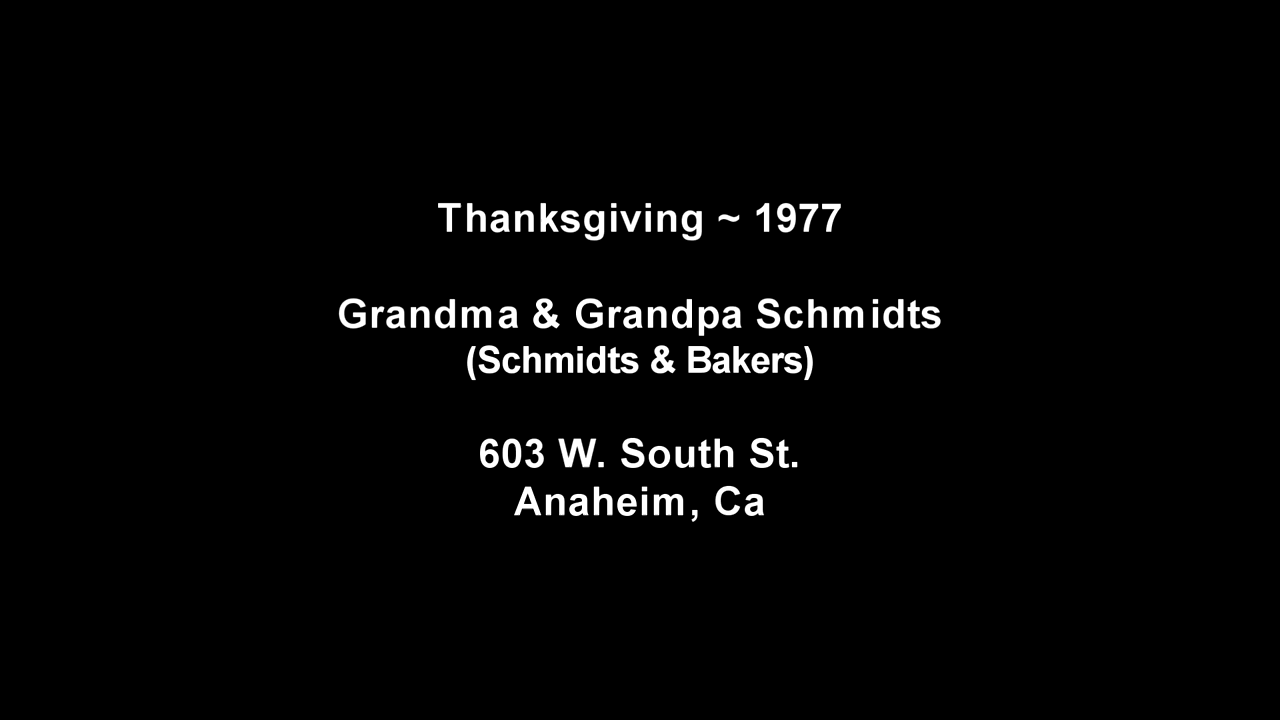 Thanksgiving ~ 1977
Grandma & Grandpa Schmidts
(Schmidts & Bakers)
603 W. South St.
Anaheim, Ca